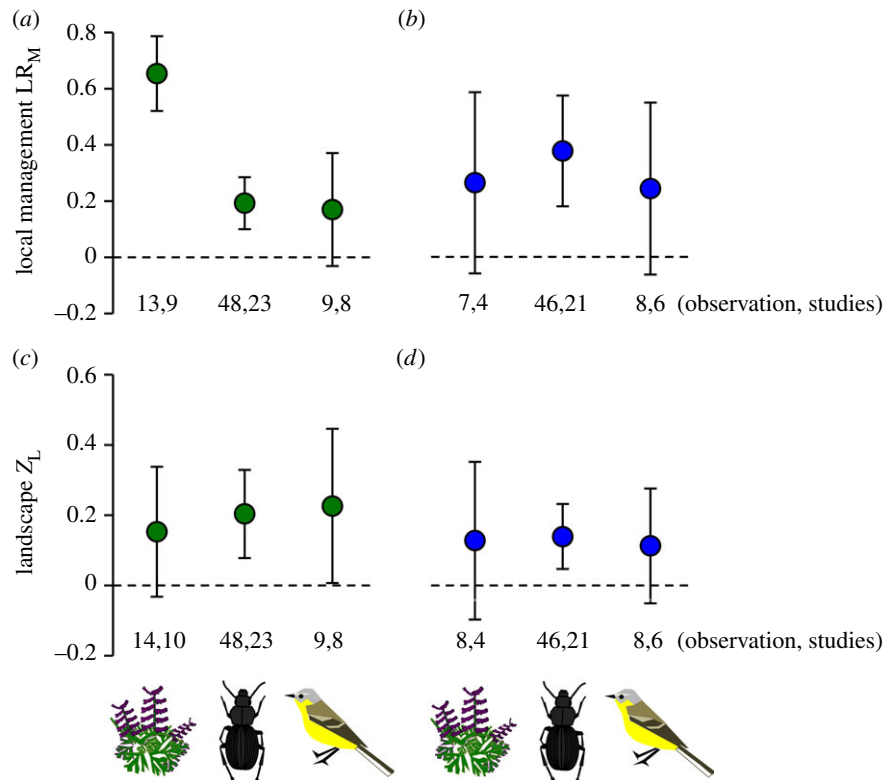 (a)
(b)
local management LR_M
0.8
0.6
0.4
0.2
0
–0.2
13,9 48,23 9,8
7,4 46,21 8,6 (observation, studies)
(c)
(d)
landscape Z_L
0.6
0.4
0.2
0
–0.2
14,10 48,23 9,8
8,4 46,21 8,6 (observation, studies)